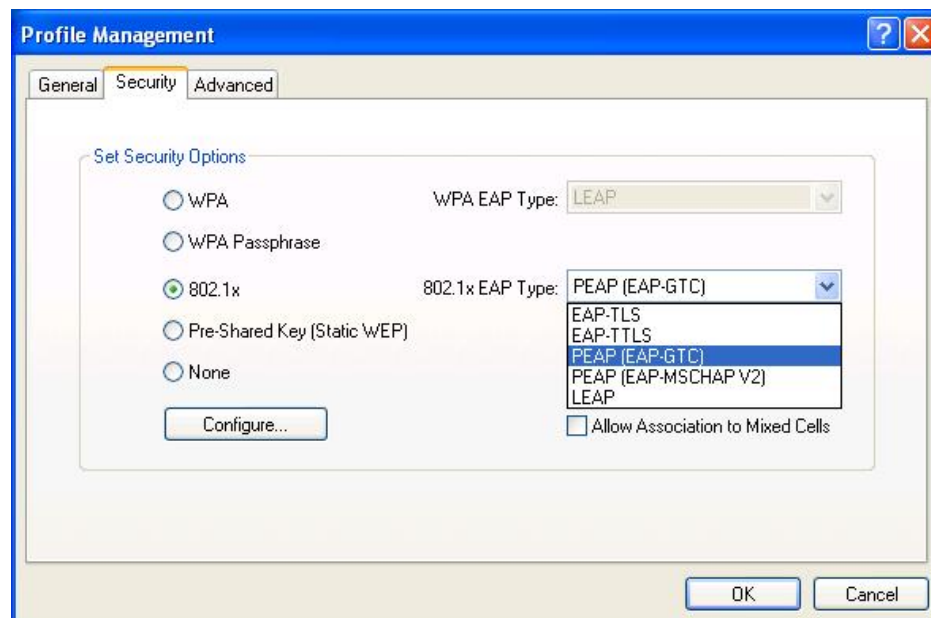 Profile Management
General Security Advanced
Set Security Options
WPA WPA EAP Type: LEAP
WPA Passphrase
802.1x 802.1x EAP Type: PEAP (EAP-GTC)
EAP-TLS
Pre-Shared Key (Static WEP) EAP-TTLS
PEAP (EAP-GTC)
None PEAP (EAP-MSCHAP V2)
LEAP
Configure... Allow Association to Mixed Cells
OK Cancel